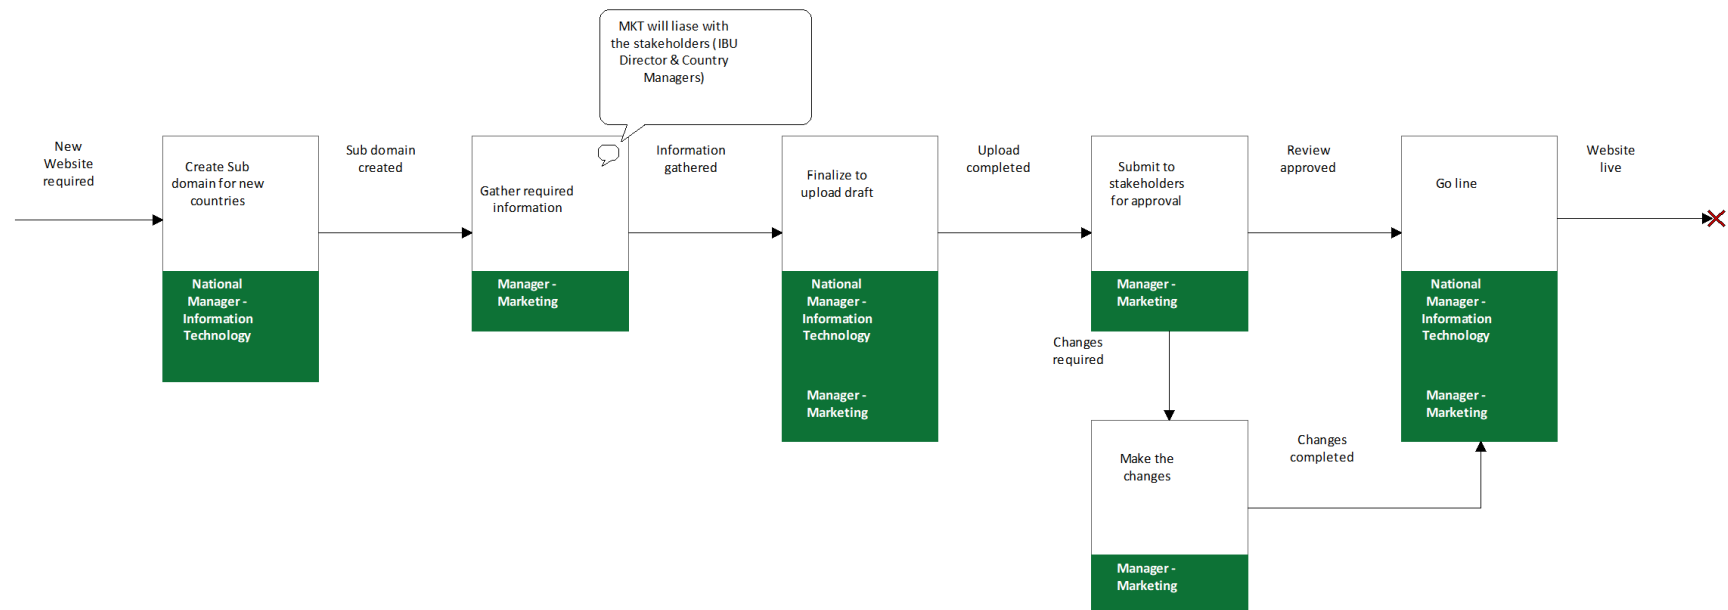 MKT will liase with
the stakeholders (IBU
Director & Country
Managers)
New
Website
required
Create Sub
domain for new
countries
National
Manager -
Information
Technology
Sub domain
created
Gather required
information
Manager -
Marketing
Information
gathered
Finalize to
upload draft
National
Manager -
Information
Technology
Manager -
Marketing
Upload
completed
Submit to
stakeholders
for approval
Manager -
Marketing
Review
approved
Go line
National
Manager -
Information
Technology
Manager -
Marketing
Website
live
Changes
required
Make the
changes
Manager -
Marketing
Changes
completed